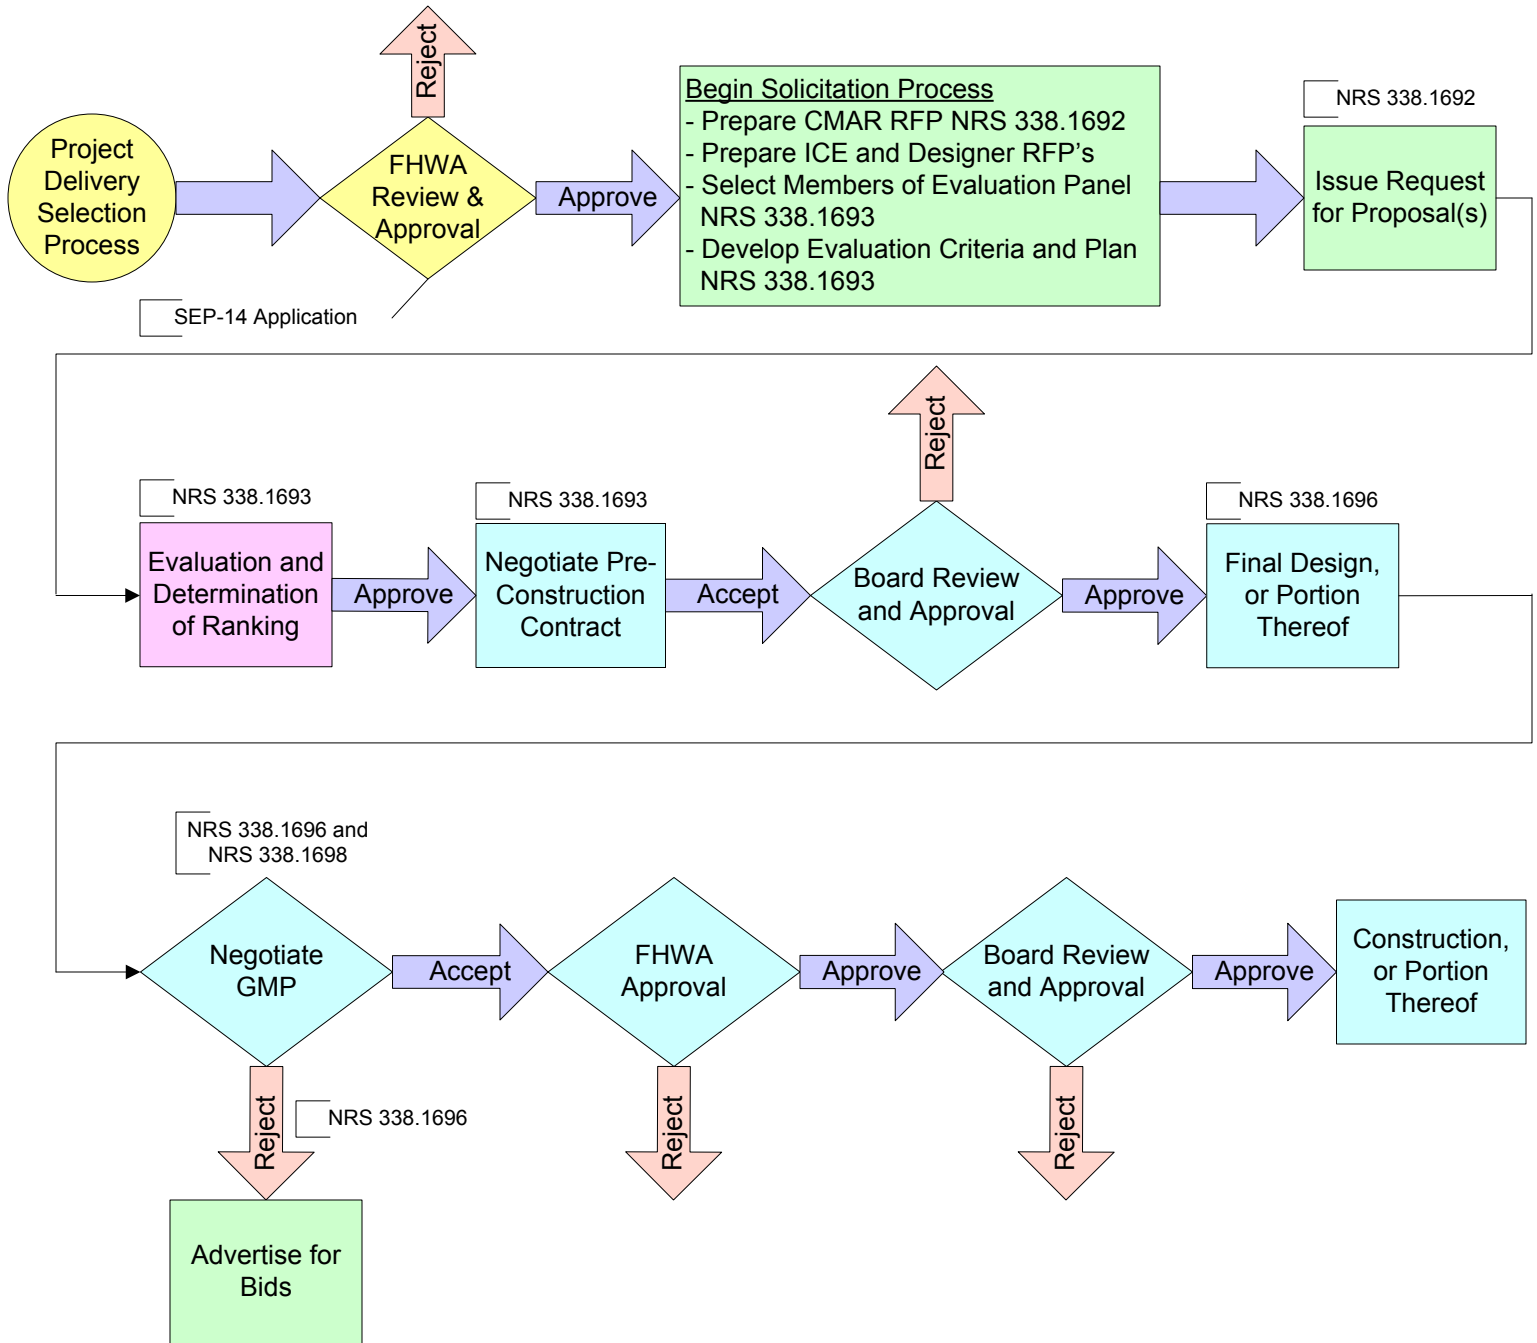 Reject
Project
Delivery
Selection
Process
FHWA
Review &
Approval
SEP-14 Application
Approve
Begin Solicitation Process
- Prepare CMAR RFP NRS 338.1692
- Prepare ICE and Designer RFP's
- Select Members of Evaluation Panel
NRS 338.1693
- Develop Evaluation Criteria and Plan
NRS 338.1693
NRS 338.1692
Issue Request
for Proposal(s)
NRS 338.1693
Evaluation and
Determination
of Ranking
Approve
NRS 338.1693
Negotiate Pre-
Construction
Contract
Accept
Reject
Board Review
and Approval
Approve
NRS 338.1696
Final Design,
or Portion
Thereof
NRS 338.1696 and
NRS 338.1698
Negotiate
GMP
Accept
FHWA
Approval
Approve
Board Review
and Approval
Approve
Construction,
or Portion
Thereof
Reject
NRS 338.1696
Reject
Reject
Advertise for
Bids